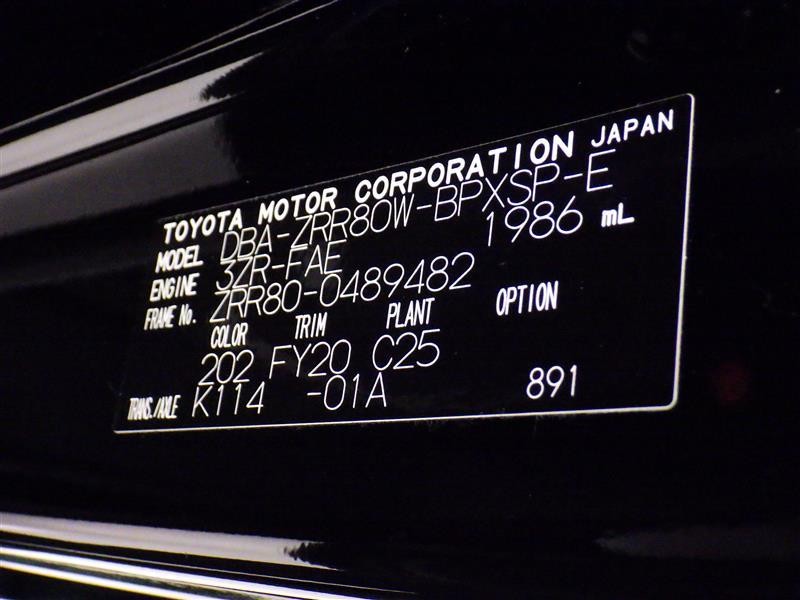 TOYOTA MOTOR CORPORATION JAPAN
MODEL DBA-ZRR80W-BPXSP-E
ENGINE 3ZR-FAE 1986 mL
FRAME No. ZRR80-0489482
COLOR TRIM PLANT OPTION
202 FY20 C25
TRANS./AXLE K114 -01A 891